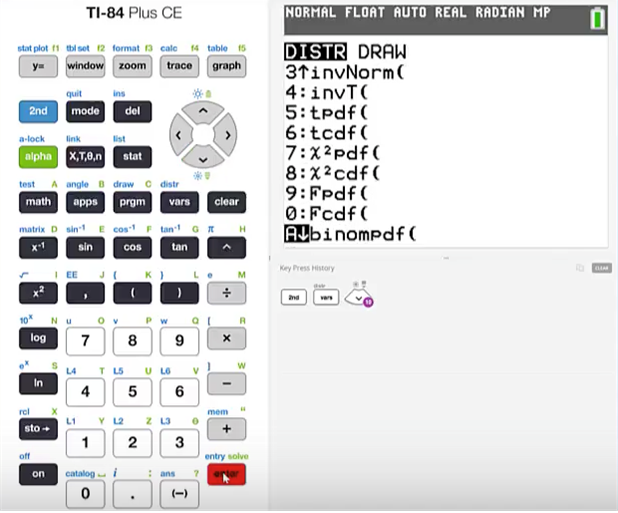 TI-84 Plus CE
stat plot f1 tbl set f2 format f3 calc f4 table f5
y= window zoom trace graph
quit ins
2nd mode del
a-lock link list
alpha X,T,θ,n stat
test A angle B draw C distr
math apps prgm vars clear
matrix D sin⁻¹ E cos⁻¹ F tan⁻¹ G π H
x⁻¹ sin cos tan ^
√ I EE J { K } L e M
x² , ( ) ÷
10ˣ N u O v P w Q [ R
log 7 8 9 ×
eˣ S L4 T L5 U L6 V ] W
ln 4 5 6 −
rcl X L1 Y L2 Z L3 θ mem "
sto→ 1 2 3 +
off catalog ⎵ i : ans ? entry solve
on 0 . (−) enter
NORMAL FLOAT AUTO REAL RADIAN MP
DISTR DRAW
3↑invNorm(
4:invT(
5:tpdf(
6:tcdf(
7:χ²pdf(
8:χ²cdf(
9:Fpdf(
0:Fcdf(
A↓binompdf(
Key Press History
CLEAR
distr
2nd vars 10